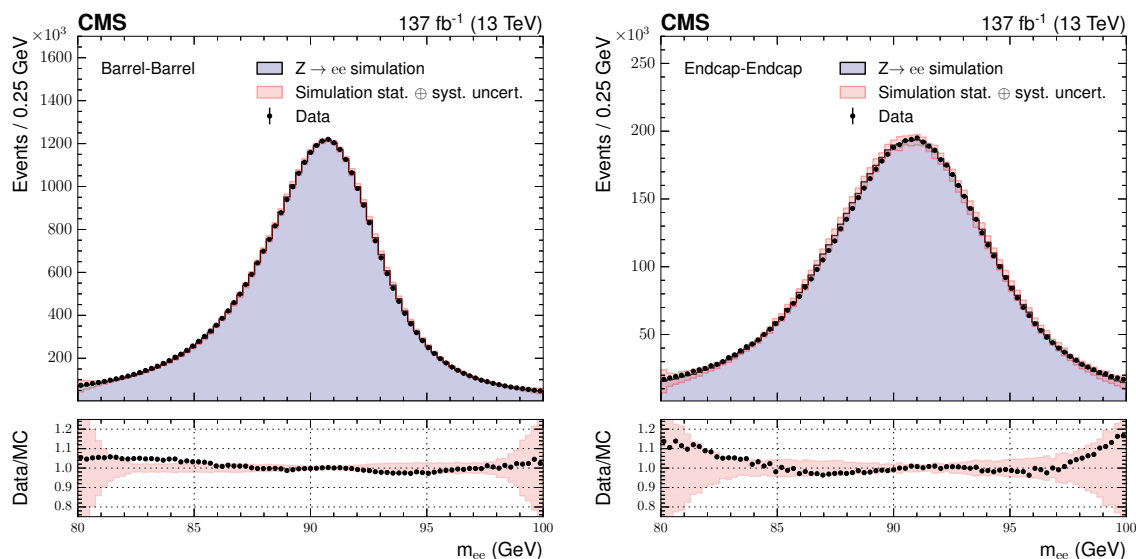 CMS 137 fb⁻¹ (13 TeV)
×10³
Events / 0.25 GeV
1600
1400
1200
1000
800
600
400
200
Barrel-Barrel
Z → ee simulation
Simulation stat. ⊕ syst. uncert.
Data
Data/MC
1.2
1.1
1.0
0.9
0.8
80 85 90 95 100
m_ee (GeV)
CMS 137 fb⁻¹ (13 TeV)
×10³
Events / 0.25 GeV
250
200
150
100
50
Endcap-Endcap
Z → ee simulation
Simulation stat. ⊕ syst. uncert.
Data
Data/MC
1.2
1.1
1.0
0.9
0.8
80 85 90 95 100
m_ee (GeV)